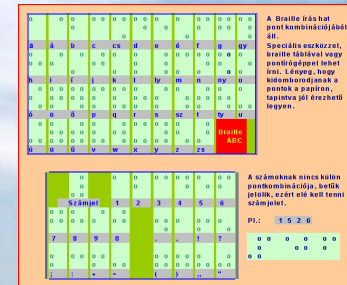 A Braille írás hat
pontkombinációjából
áll.
Speciális eszközzel,
braille táblával vagy
pontírógéppel lehet
írni. Lényeg, hogy
kidomborodjanak a
pontok a papíron,
tapintva jól érezhető
legyen.
a á b c cs d e é f g gy
h i í j k l ly m n ny o
ó ö ő p q r s sz t ty u
ú ü ű v w x y z zs
Braille
ABC
A számoknak nincs külön
pontkombinációja, betűk
jelölik, ezért elé kell tenni
számjelet.
Számjel 1 2 3 4 5 6
7 8 9 0 . , ! ?
; : + - ( ) „ "
Pl.: 1 5 2 6